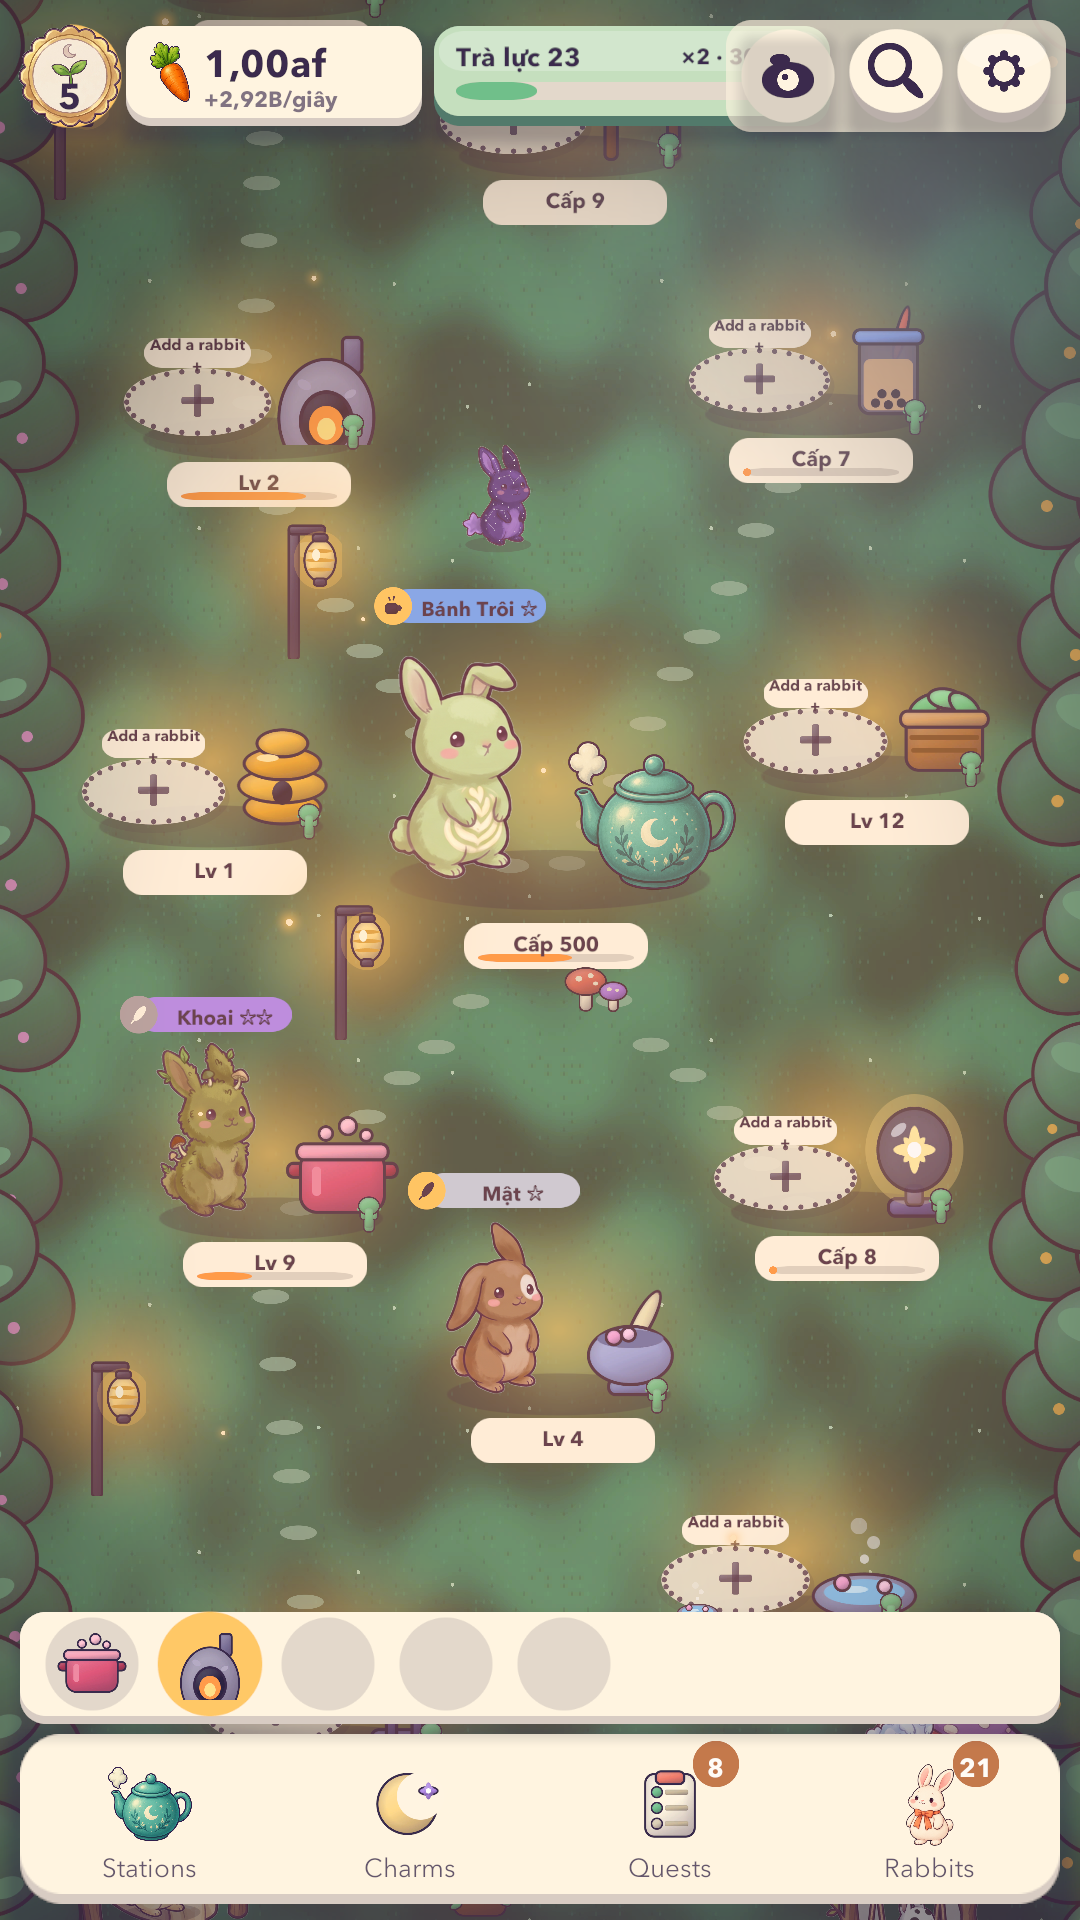 5
1,00af
+2,92B/giây
Trà lực 23
×2 ·
Cấp 9
Add a rabbit
+
Lv 2
Add a rabbit
+
Cấp 7
Bánh Trôi ☆
Add a rabbit
+
Lv 12
Add a rabbit
+
Lv 1
Cấp 500
Khoai ☆☆
Lv 9
Add a rabbit
+
Cấp 8
Mật ☆
Lv 4
Add a rabbit
+
8
21
Stations
Charms
Quests
Rabbits